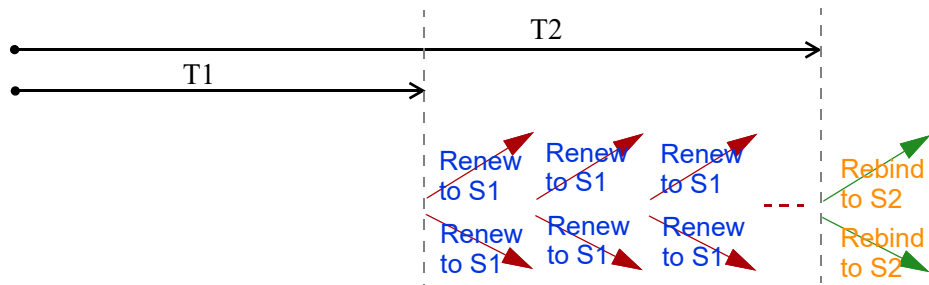 T2
T1
Renew
to S1
Renew
to S1
Renew
to S1
Rebind
to S2
Renew
to S1
Renew
to S1
Renew
to S1
Rebind
to S2